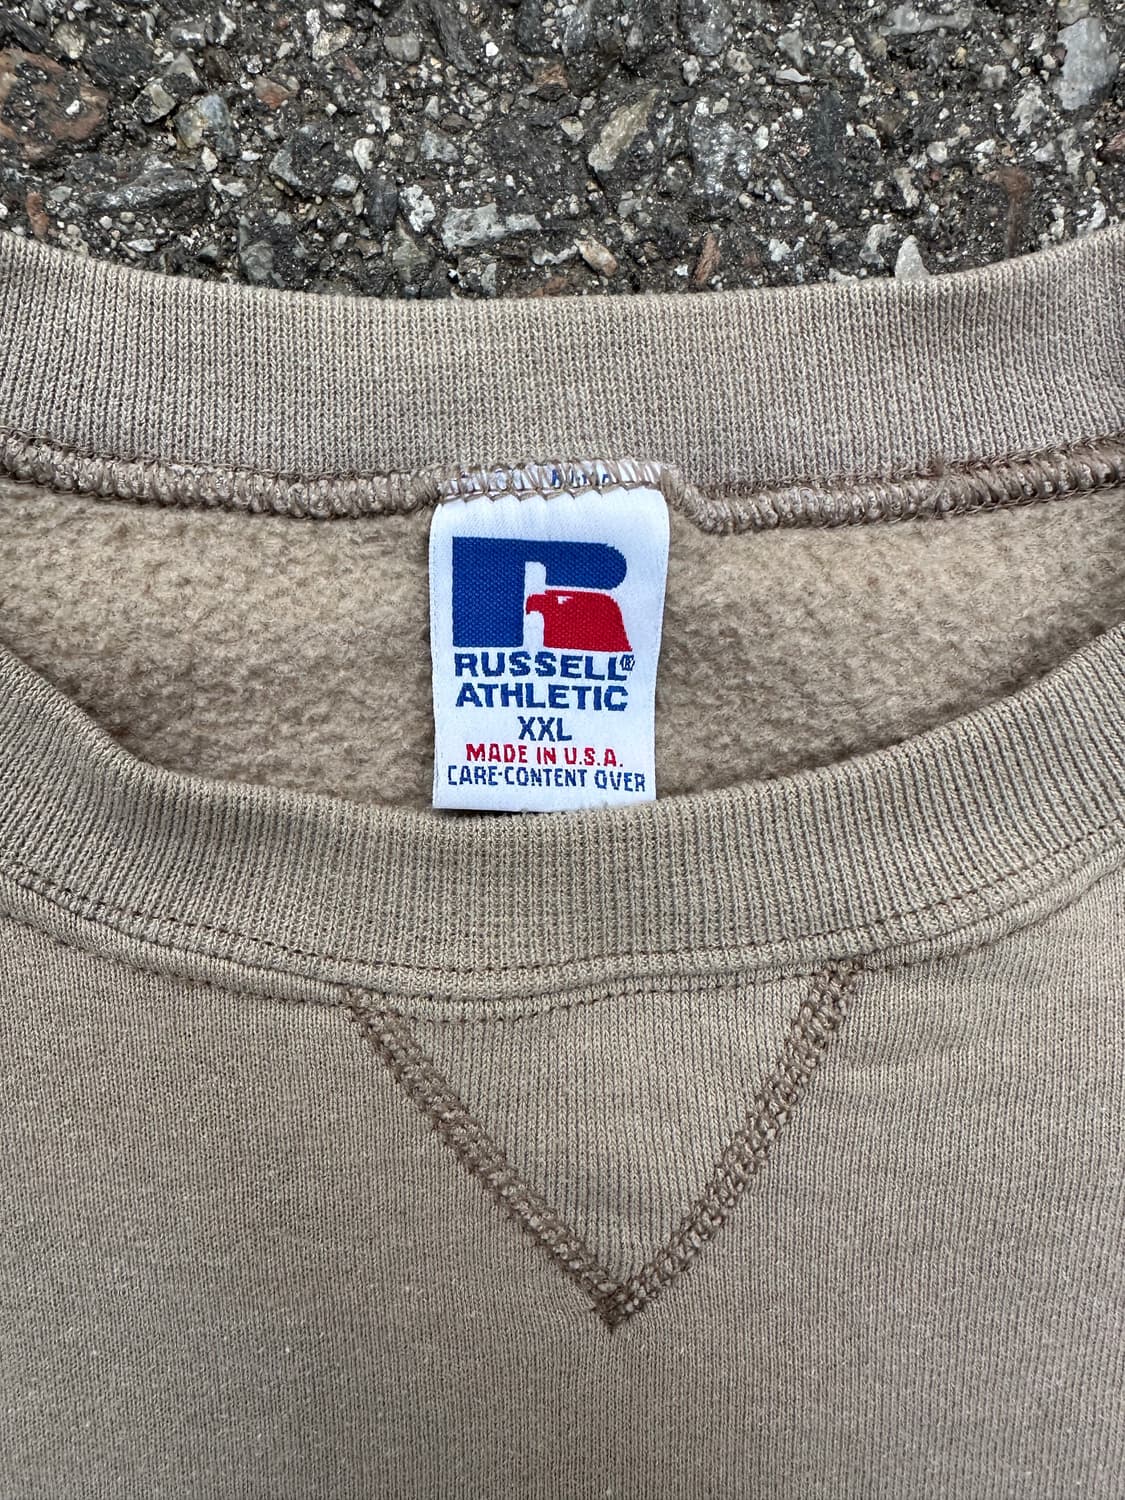 RUSSELL®
ATHLETIC
XXL
MADE IN U.S.A.
CARE-CONTENT OVER